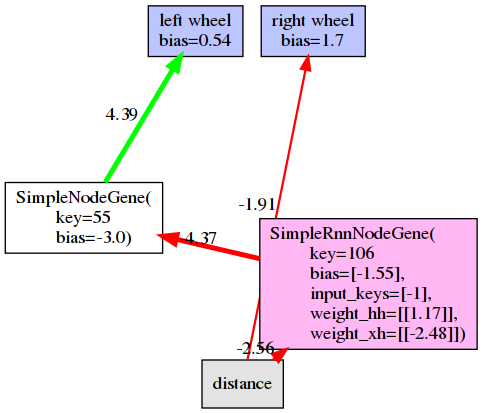 left wheel
bias=0.54
right wheel
bias=1.7
4.39
SimpleNodeGene(
key=55
bias=-3.0)
-1.91
-4.37
SimpleRnnNodeGene(
key=106
bias=[-1.55],
input_keys=[-1],
weight_hh=[[1.17]],
weight_xh=[[-2.48]])
-2.56
distance